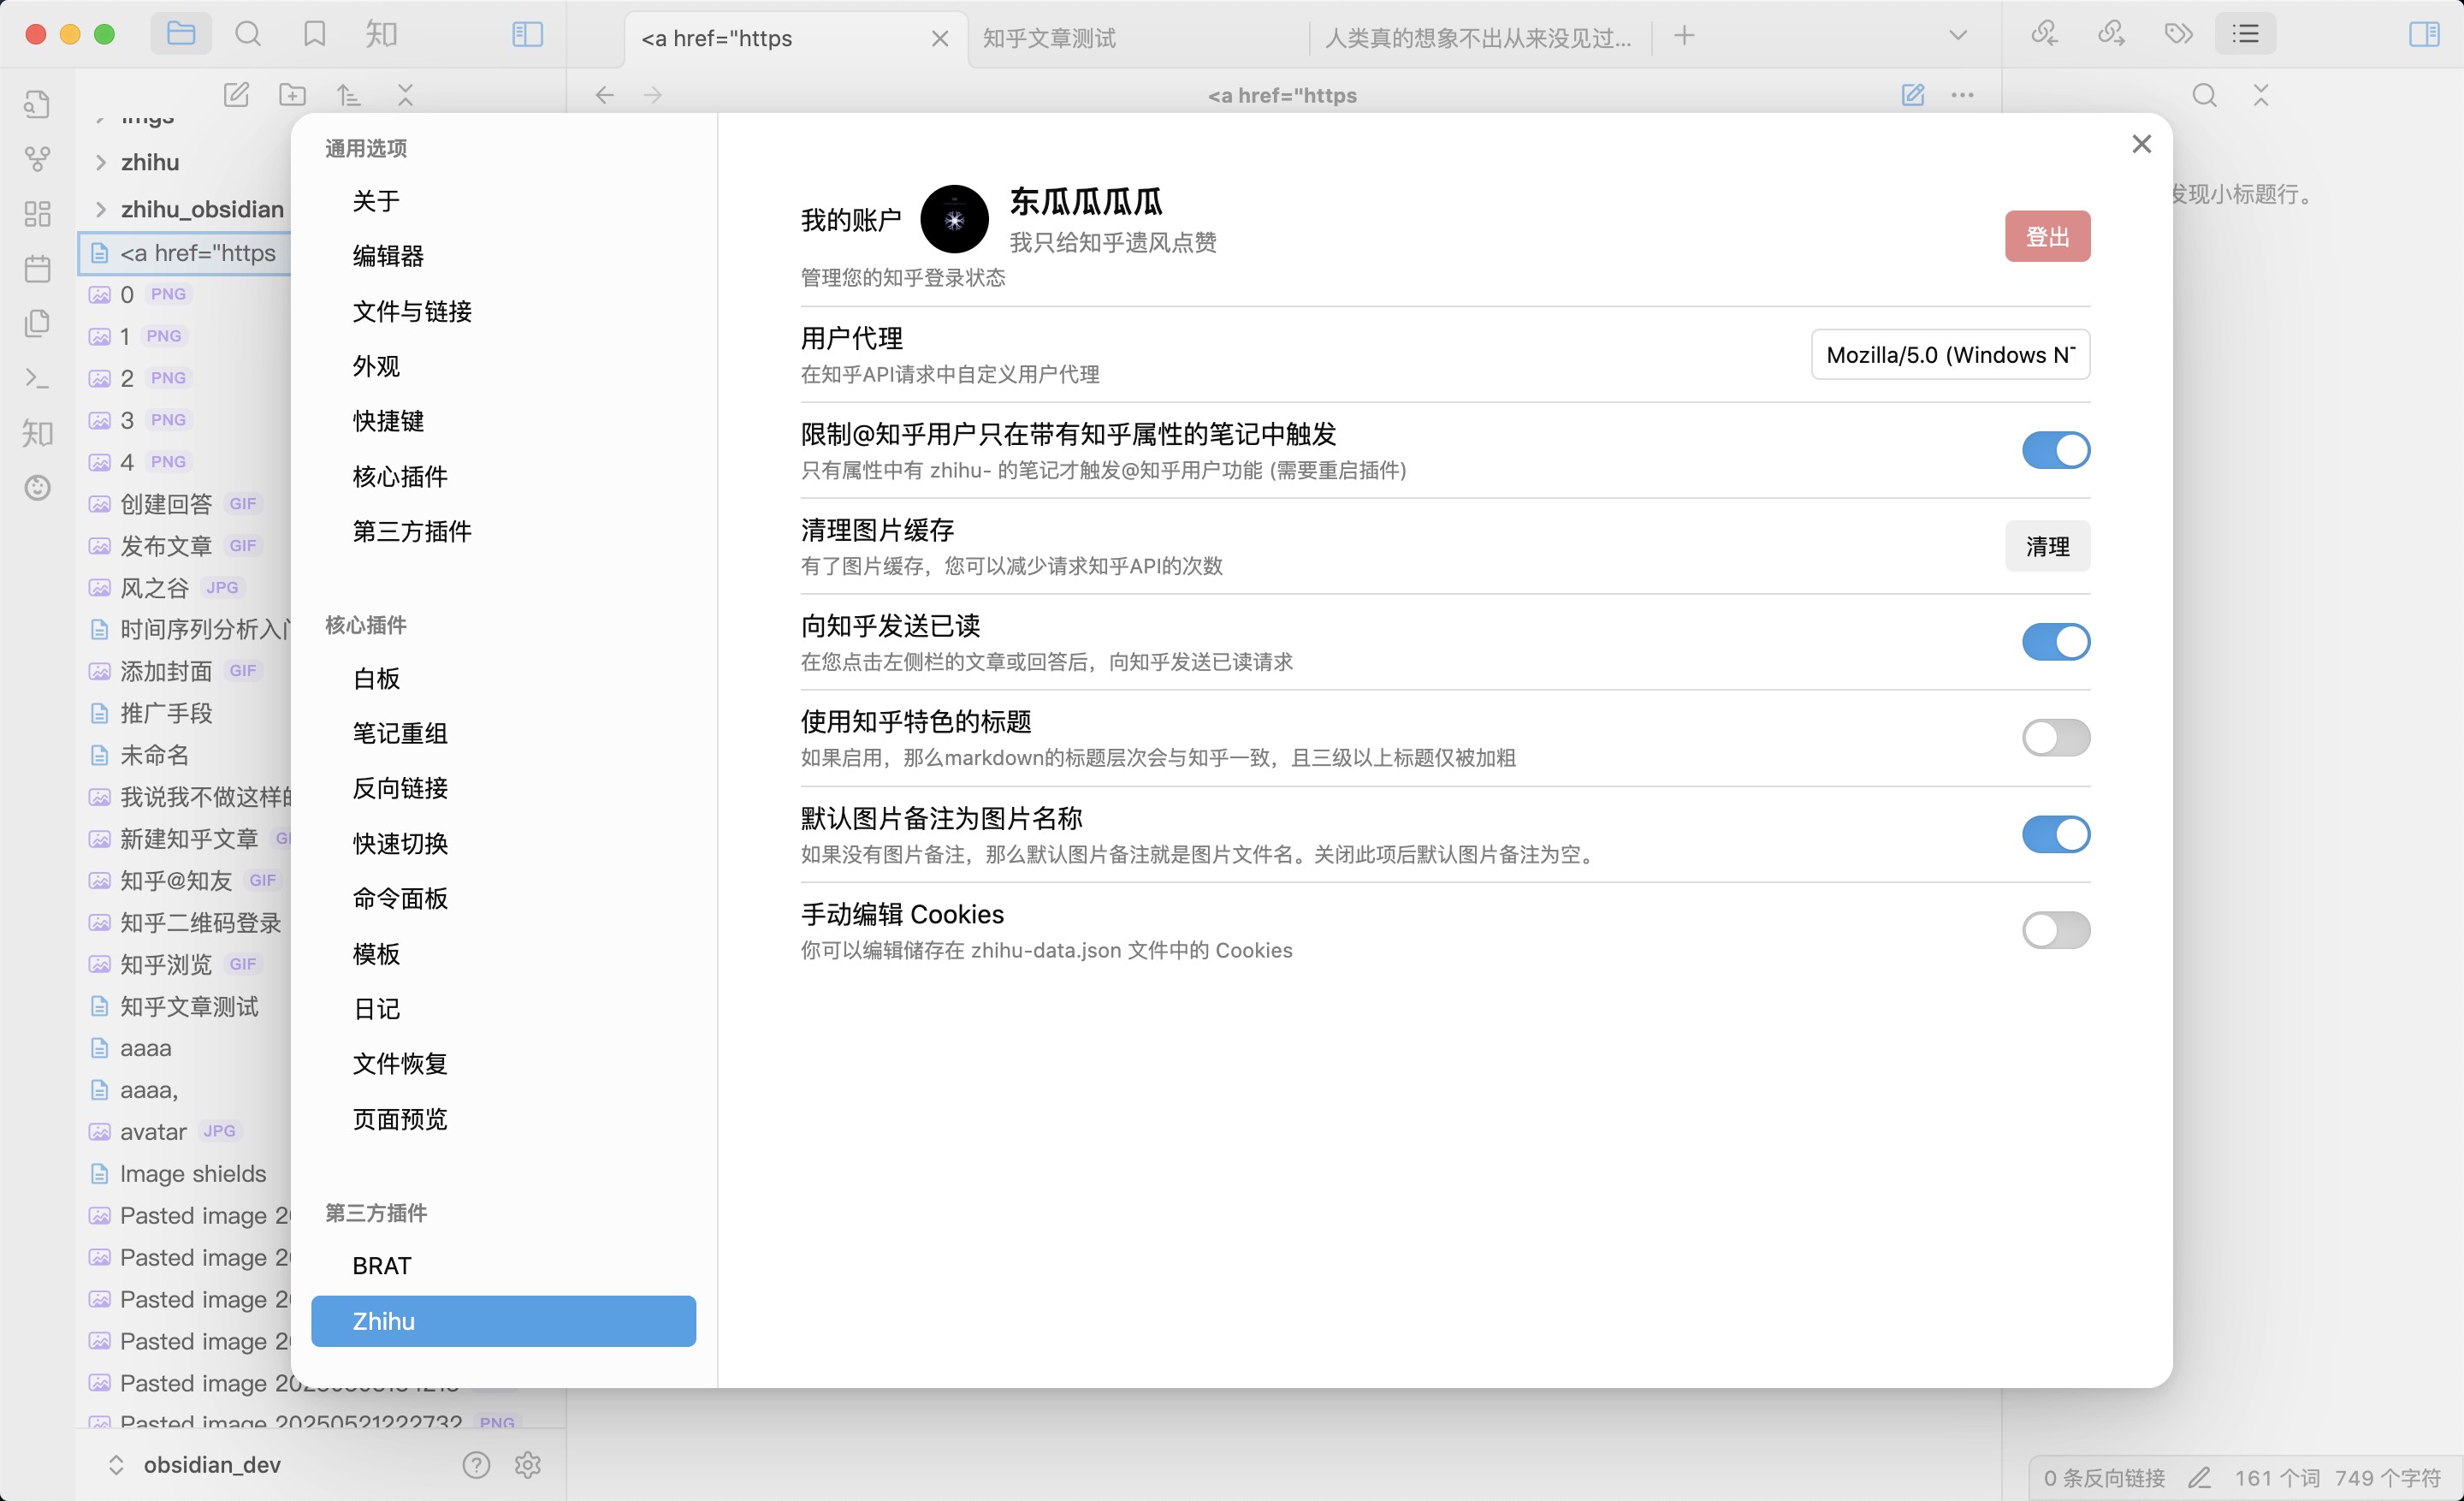 知
<a href="https
知乎文章测试
人类真的想象不出从来没见过...
<a href="https
imgs
zhihu
zhihu_obsidian
<a href="https
0 PNG
1 PNG
2 PNG
3 PNG
4 PNG
创建回答 GIF
发布文章 GIF
风之谷 JPG
时间序列分析入门
添加封面 GIF
推广手段
未命名
我说我不做这样的
新建知乎文章 GI
知乎@知友 GIF
知乎二维码登录
知乎浏览 GIF
知乎文章测试
aaaa
aaaa,
avatar JPG
Image shields
Pasted image 20
Pasted image 20
Pasted image 20
Pasted image 20
Pasted image
Pasted image 20250521222732 PNG
obsidian_dev
知
通用选项
关于
编辑器
文件与链接
外观
快捷键
核心插件
第三方插件
核心插件
白板
笔记重组
反向链接
快速切换
命令面板
模板
日记
文件恢复
页面预览
第三方插件
BRAT
Zhihu
我的账户
东瓜瓜瓜瓜
我只给知乎遗风点赞
管理您的知乎登录状态
登出
用户代理
在知乎API请求中自定义用户代理
Mozilla/5.0 (Windows NT
限制@知乎用户只在带有知乎属性的笔记中触发
只有属性中有 zhihu- 的笔记才触发@知乎用户功能 (需要重启插件)
清理图片缓存
有了图片缓存，您可以减少请求知乎API的次数
清理
向知乎发送已读
在您点击左侧栏的文章或回答后，向知乎发送已读请求
使用知乎特色的标题
如果启用，那么markdown的标题层次会与知乎一致，且三级以上标题仅被加粗
默认图片备注为图片名称
如果没有图片备注，那么默认图片备注就是图片文件名。关闭此项后默认图片备注为空。
手动编辑 Cookies
你可以编辑储存在 zhihu-data.json 文件中的 Cookies
发现小标题行。
0 条反向链接 161 个词 749 个字符